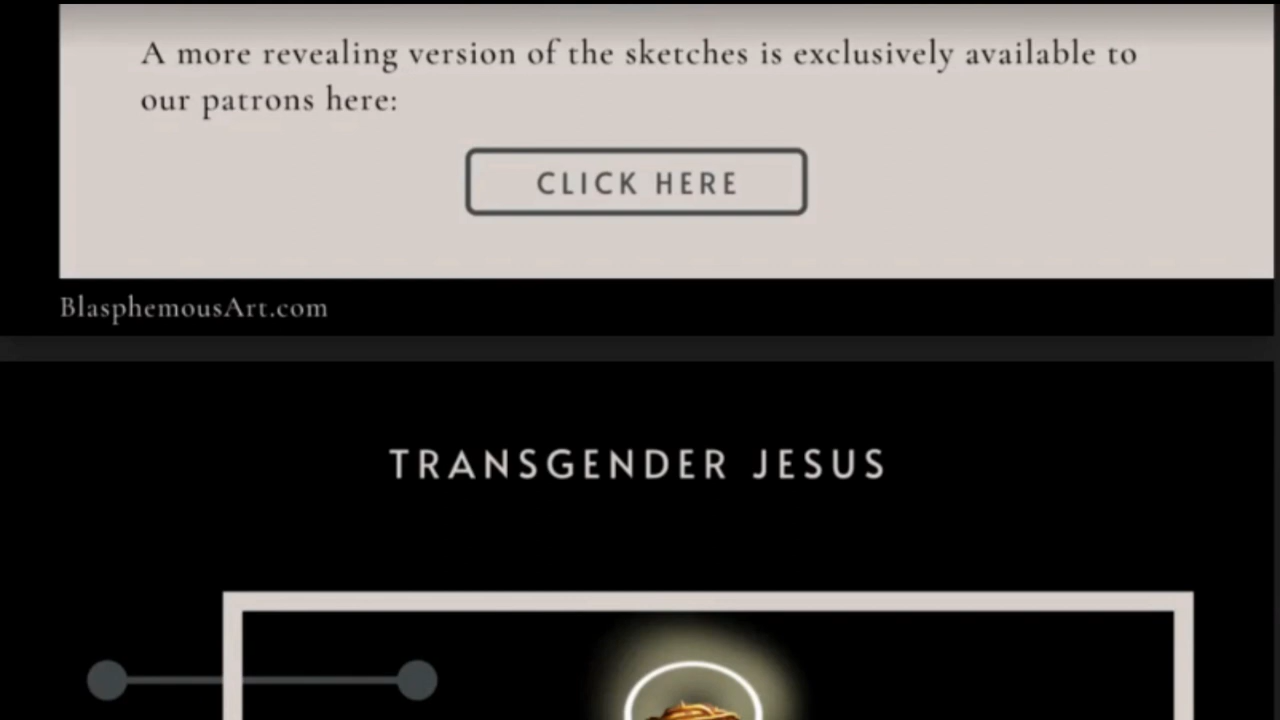 A more revealing version of the sketches is exclusively available to
our patrons here:
CLICK HERE
BlasphemousArt.com
TRANSGENDER JESUS